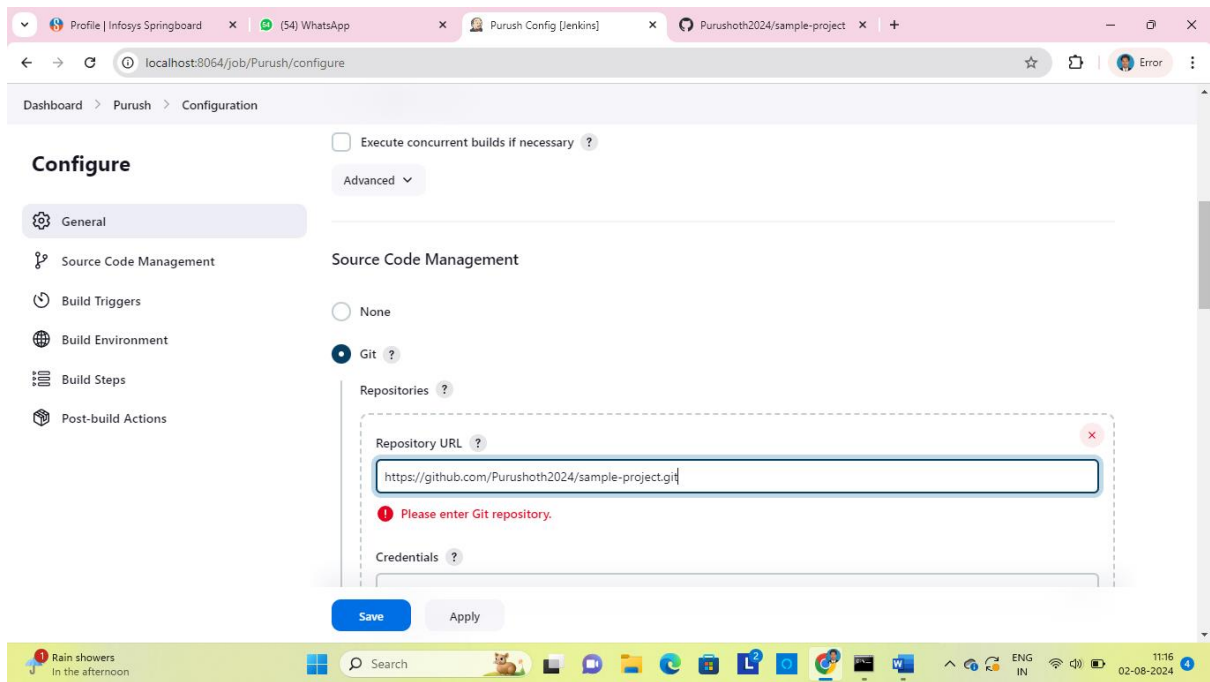 Profile | Infosys Springboard
54
(54) WhatsApp
Purush Config [Jenkins]
Purushoth2024/sample-project
localhost:8064/job/Purush/configure
Error
Dashboard > Purush > Configuration
Configure
General
Source Code Management
Build Triggers
Build Environment
Build Steps
Post-build Actions
Execute concurrent builds if necessary ?
Advanced
Source Code Management
None
Git ?
Repositories ?
Repository URL ?
https://github.com/Purushoth2024/sample-project.git
Please enter Git repository.
Credentials ?
Save
Apply
1
Rain showers
In the afternoon
Search
ENG
IN
11:16
02-08-2024
4